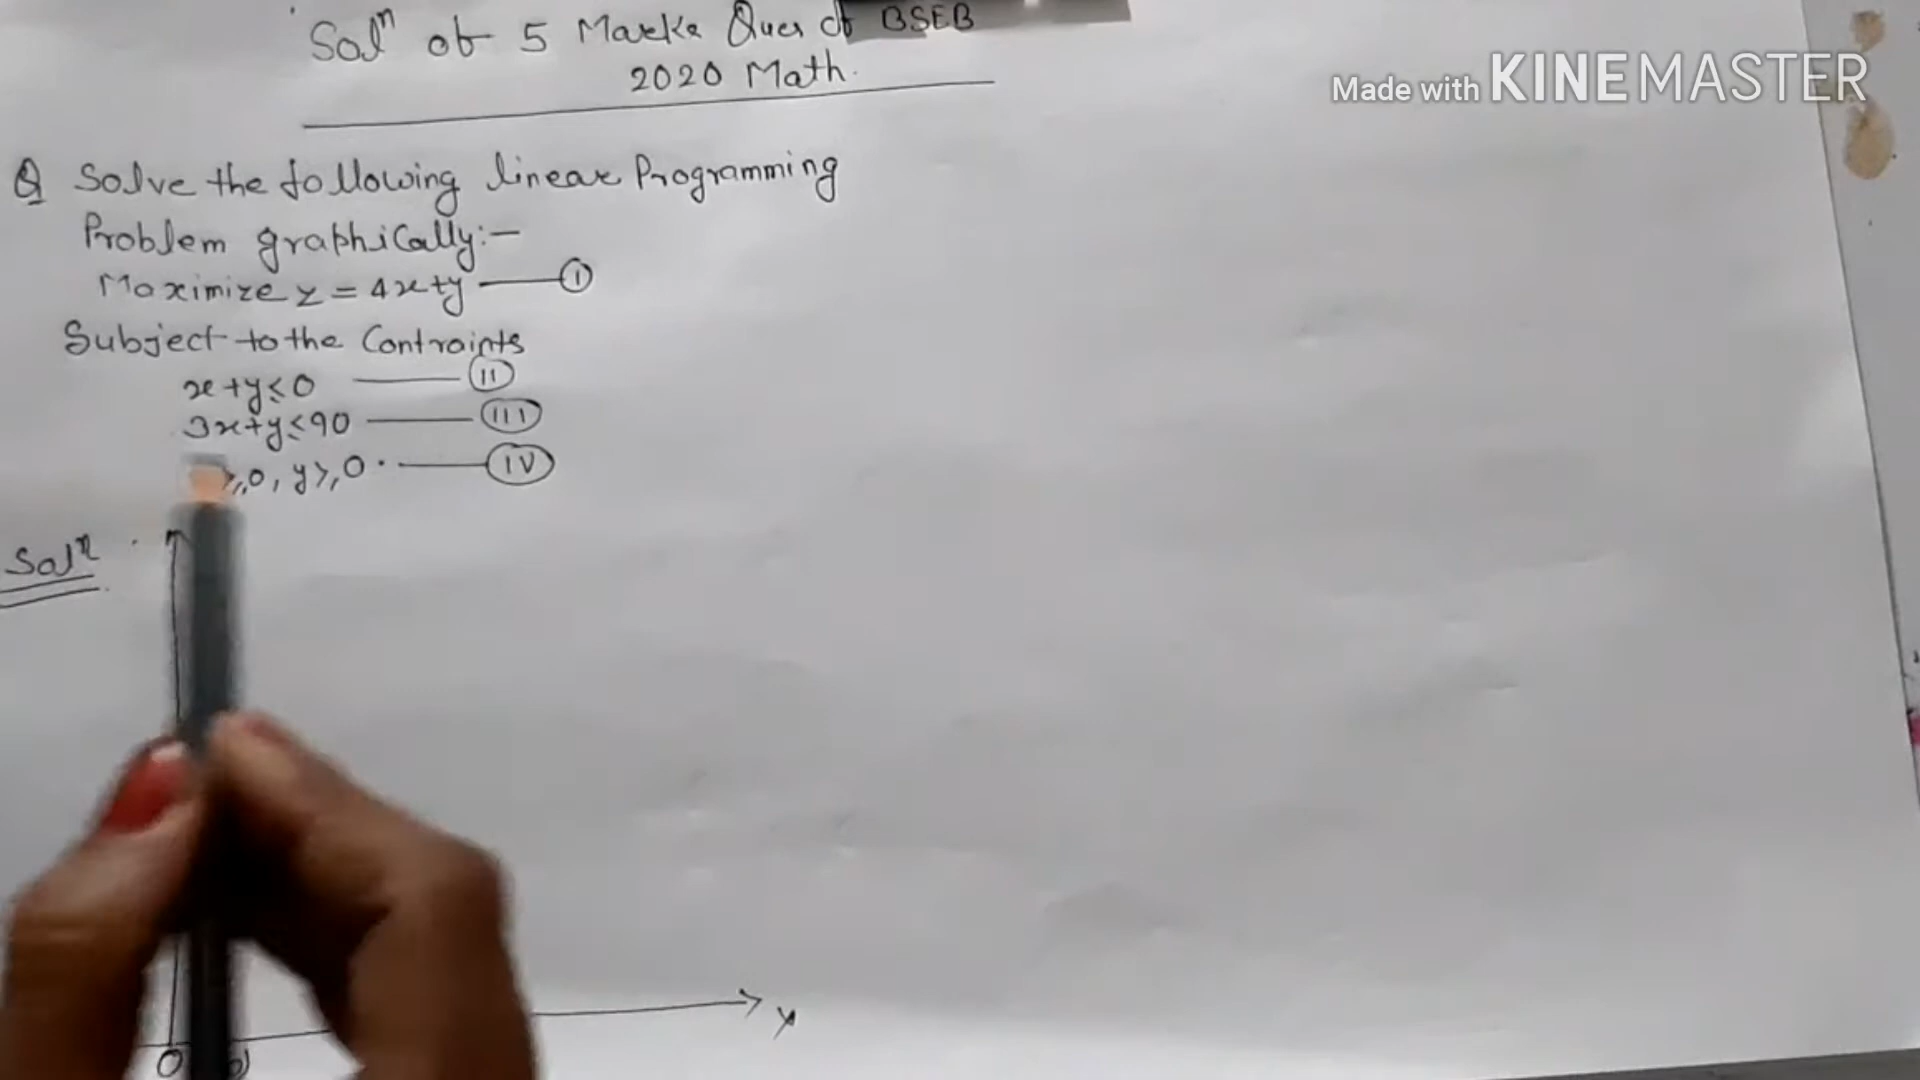 Solⁿ of 5 Marks Ques of BSEB
2020 Math.
Made with KINEMASTER
Q Solve the following linear Programming
Problem graphically:-
Maximize z = 4x+y — (I)
Subject to the Contraints
x+y≤0 — (II)
3x+y≤90 — (III)
≥0, y≥0. — (IV)
Solⁿ
O
X